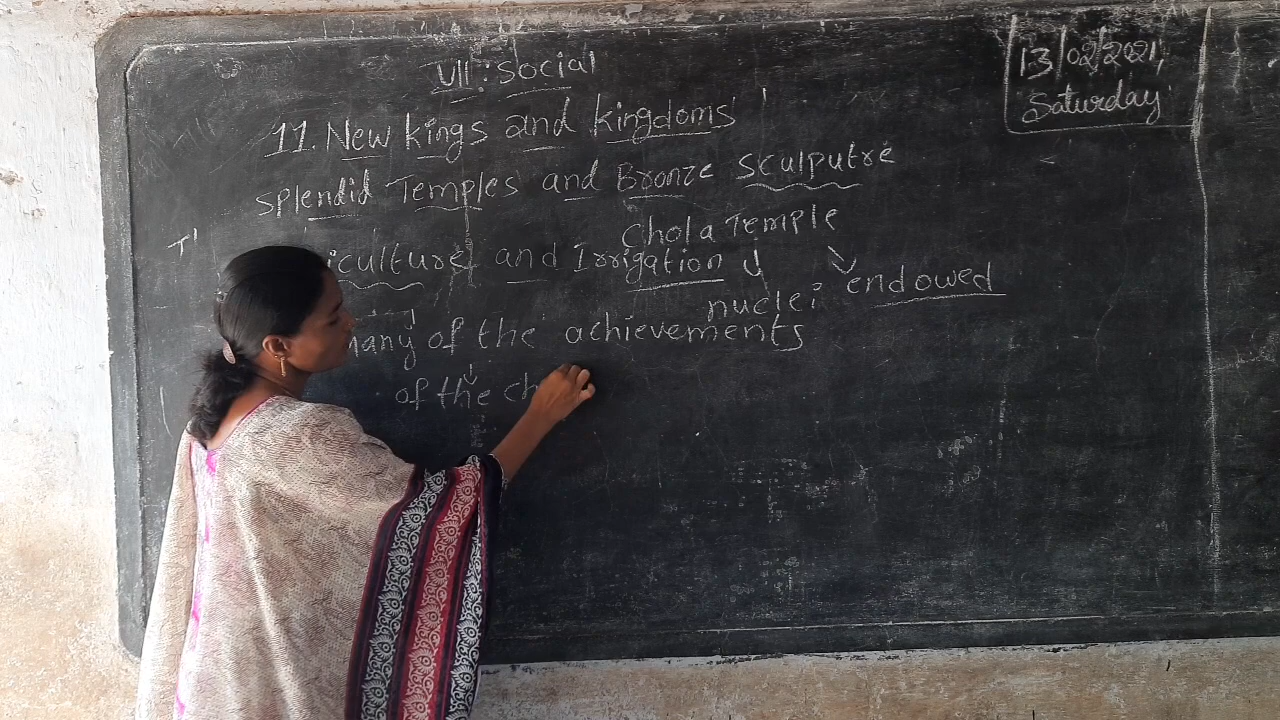 VII : Social
13/02/2021,
Saturday
11. New kings and kingdoms
splendid Temples and Bronze sculputre
chola Temple
iculture and Irrigation
endowed
nuclei
many of the achievements
of the ch